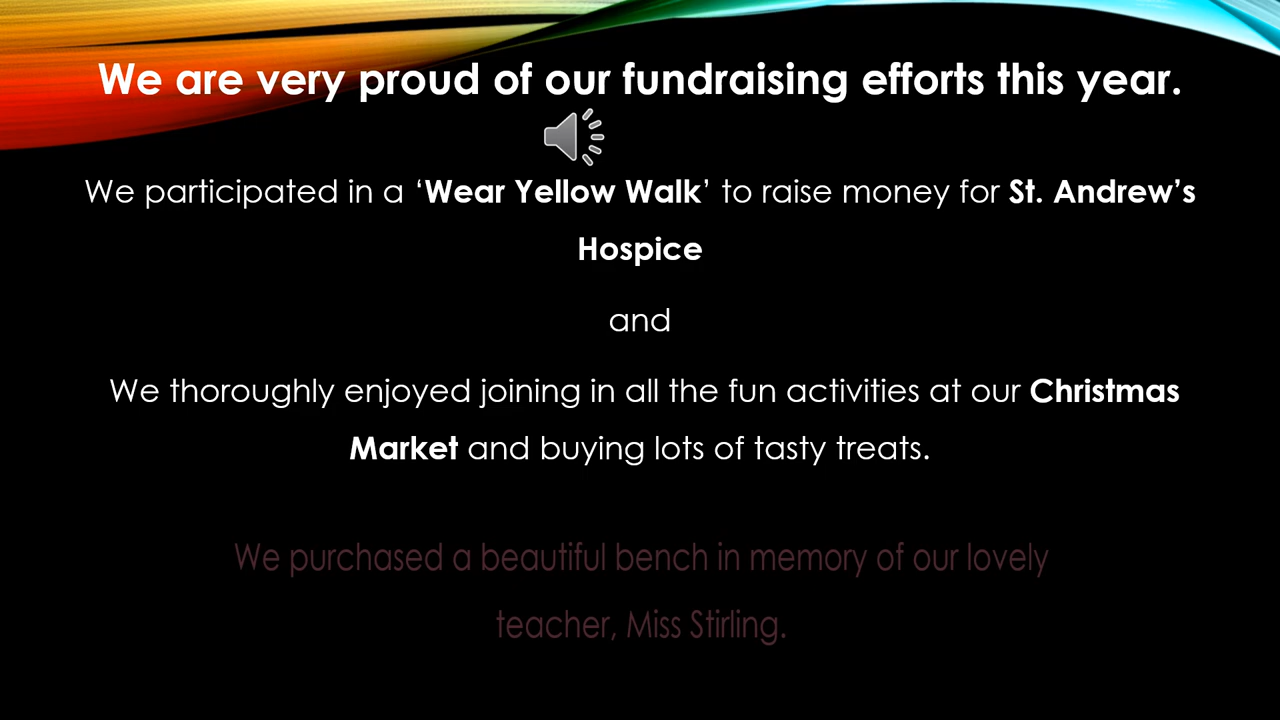 We are very proud of our fundraising efforts this year.
We participated in a ‘Wear Yellow Walk’ to raise money for St. Andrew’s
Hospice
and
We thoroughly enjoyed joining in all the fun activities at our Christmas
Market and buying lots of tasty treats.
We purchased a beautiful bench in memory of our lovely
teacher, Miss Stirling.